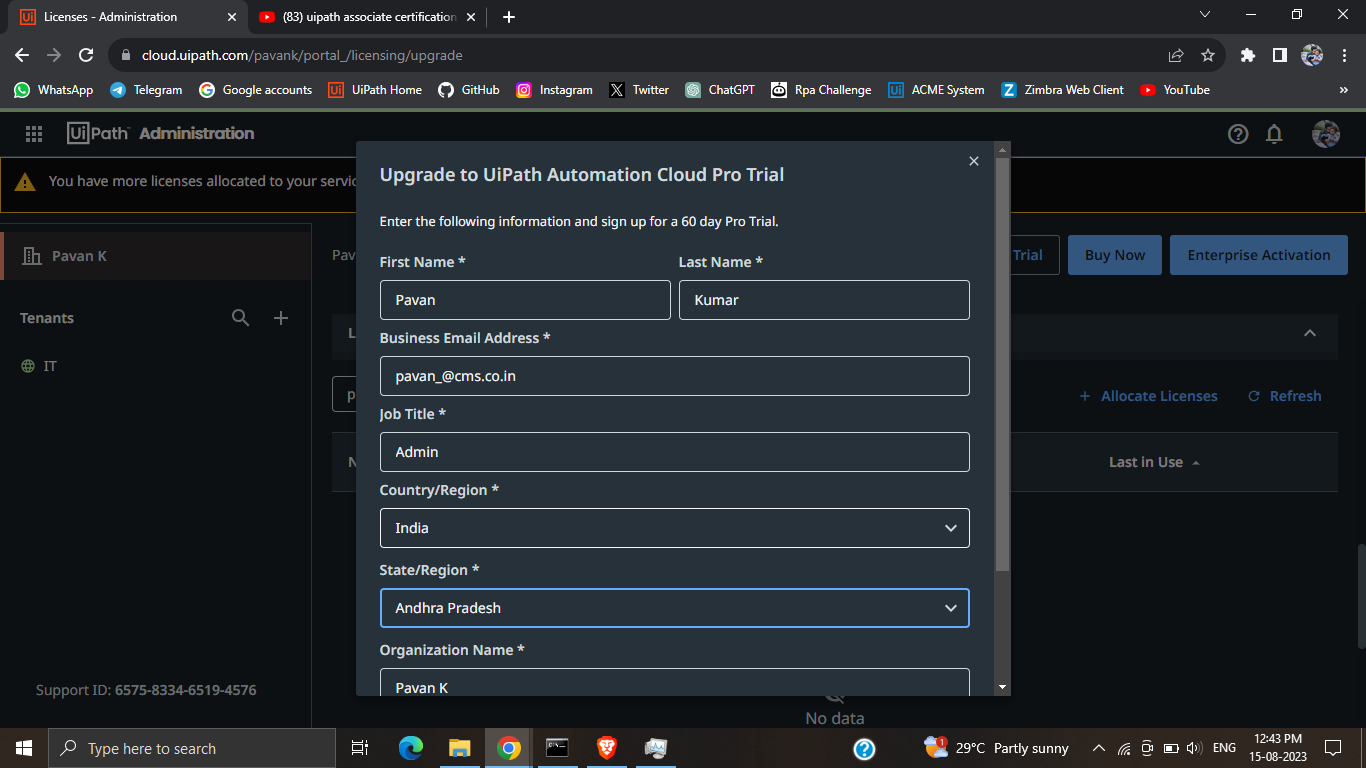 Licenses - Administration
(83) uipath associate certification
cloud.uipath.com/pavank/portal_/licensing/upgrade
WhatsApp Telegram Google accounts UiPath Home GitHub Instagram Twitter ChatGPT Rpa Challenge ACME System Zimbra Web Client YouTube »
UiPath Administration
You have more licenses allocated to your servic
Pavan K
Tenants
IT
Support ID: 6575-8334-6519-4576
Pav
Trial Buy Now Enterprise Activation
L
p
+ Allocate Licenses Refresh
N
Last in Use
No data
Upgrade to UiPath Automation Cloud Pro Trial
Enter the following information and sign up for a 60 day Pro Trial.
First Name * Last Name *
Pavan Kumar
Business Email Address *
pavan_@cms.co.in
Job Title *
Admin
Country/Region *
India
State/Region *
Andhra Pradesh
Organization Name *
Pavan K
Type here to search
1
29°C Partly sunny
ENG
12:43 PM
15-08-2023